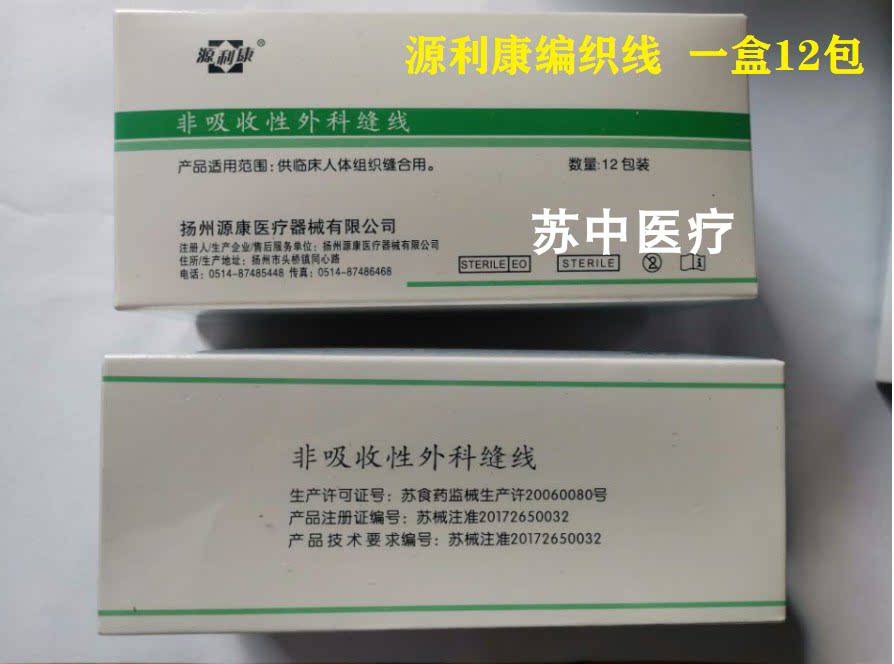 源利康®
源利康编织线 一盒12包
非吸收性外科缝线
产品适用范围:供临床人体组织缝合用。
数量:12包装
扬州源康医疗器械有限公司
苏中医疗
注册人/生产企业/售后服务单位:扬州源康医疗器械有限公司
住所/生产地址:扬州市头桥镇同心路
电话:0514-87485448 传真:0514-87486468
STERILE EO
STERILE
2
i
非吸收性外科缝线
生产许可证号:苏食药监械生产许20060080号
产品注册证编号:苏械注准20172650032
产品技术要求编号:苏械注准20172650032